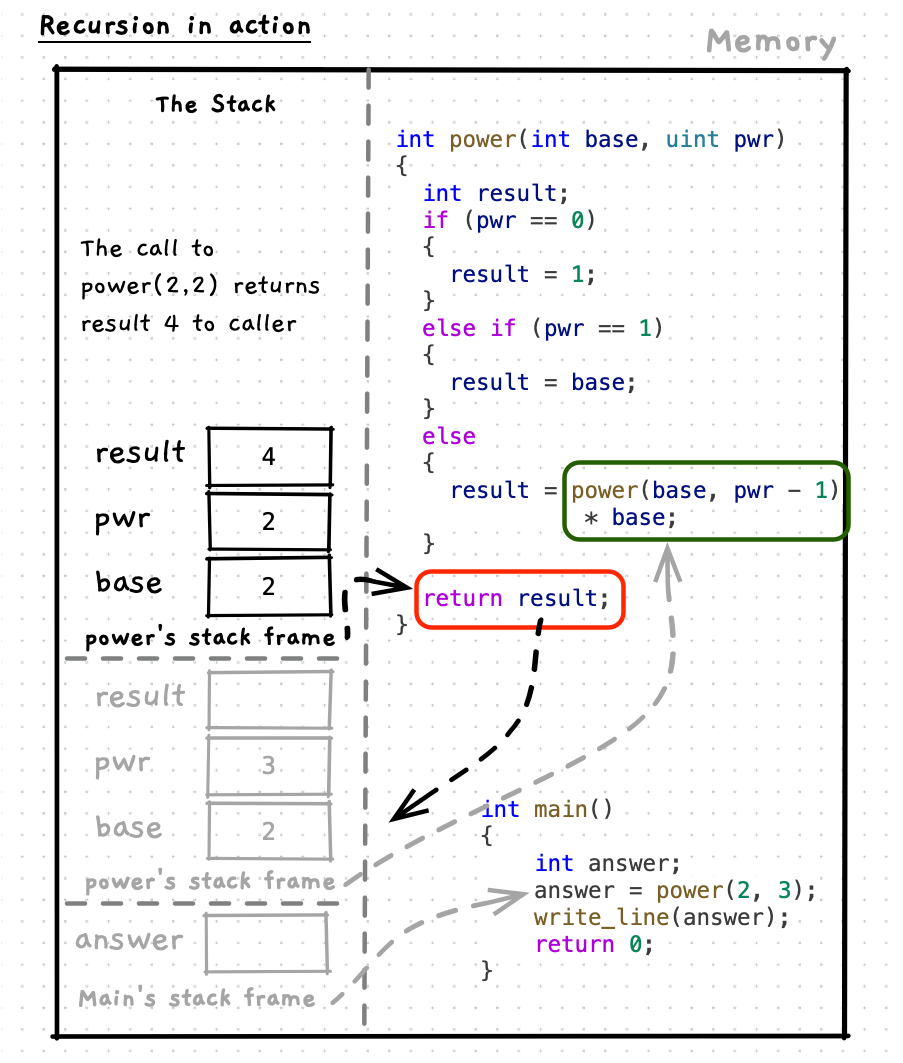 Recursion in action
Memory
The Stack
The call to
power(2,2) returns
result 4 to caller
result 4
pwr 2
base 2
power's stack frame
result
pwr 3
base 2
power's stack frame
answer
Main's stack frame
int power(int base, uint pwr)
{
int result;
if (pwr == 0)
{
result = 1;
}
else if (pwr == 1)
{
result = base;
}
else
{
result = power(base, pwr - 1)
* base;
}
return result;
}
int main()
{
int answer;
answer = power(2, 3);
write_line(answer);
return 0;
}